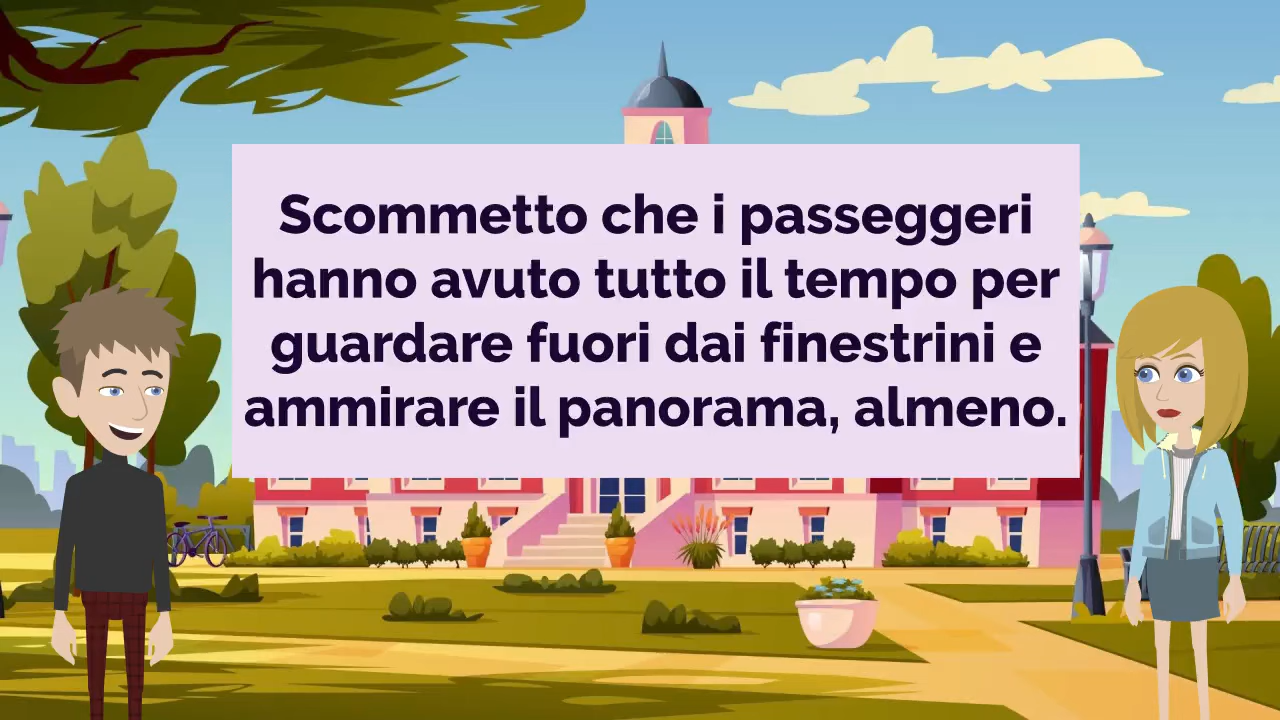 Scommetto che i passeggeri
hanno avuto tutto il tempo per
guardare fuori dai finestrini e
ammirare il panorama, almeno.